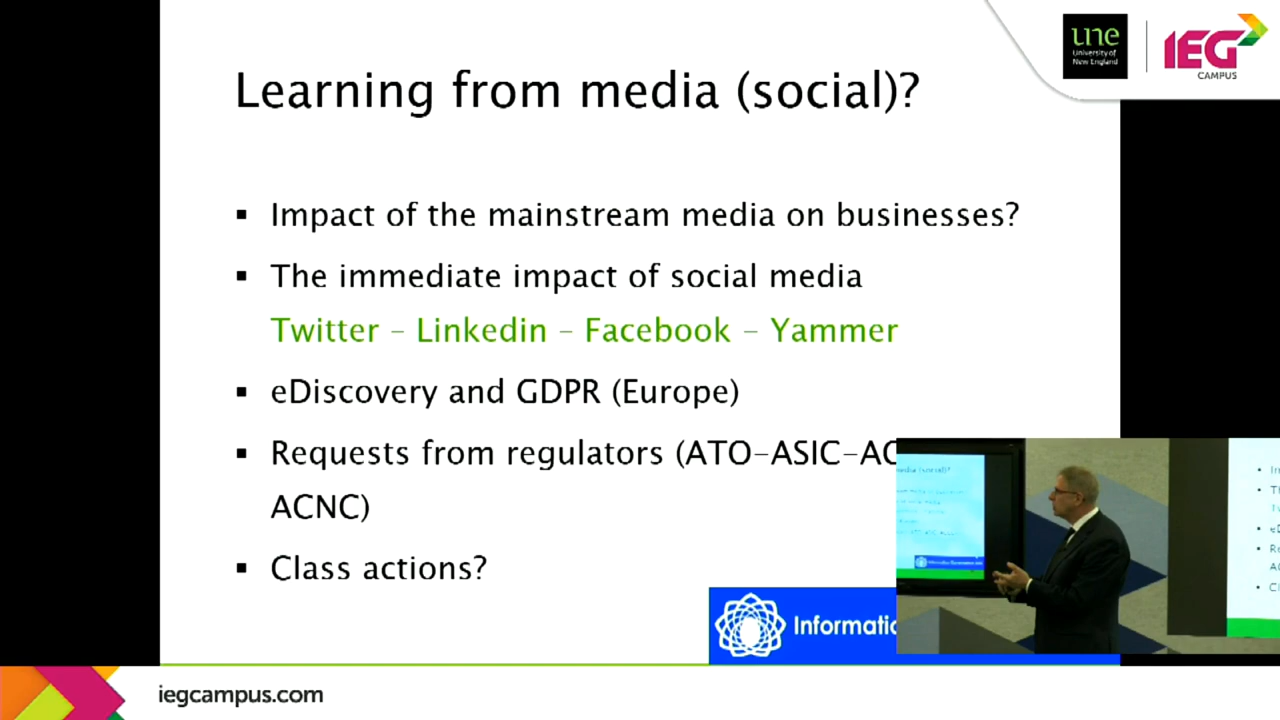 une
University of
New England
IEG
CAMPUS
Learning from media (social)?
▪ Impact of the mainstream media on businesses?
▪ The immediate impact of social media
Twitter – Linkedin – Facebook – Yammer
▪ eDiscovery and GDPR (Europe)
▪ Requests from regulators (ATO–ASIC–AC
ACNC)
▪ Class actions?
Informatio
iegcampus.com